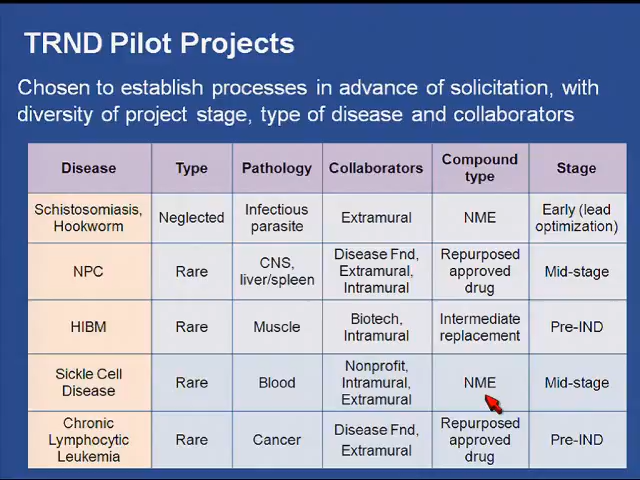 TRND Pilot Projects
Chosen to establish processes in advance of solicitation, with
diversity of project stage, type of disease and collaborators
Disease Type Pathology Collaborators Compound type Stage
Schistosomiasis, Hookworm Neglected Infectious parasite Extramural NME Early (lead optimization)
NPC Rare CNS, liver/spleen Disease Fnd, Extramural, Intramural Repurposed approved drug Mid-stage
HIBM Rare Muscle Biotech, Intramural Intermediate replacement Pre-IND
Sickle Cell Disease Rare Blood Nonprofit, Intramural, Extramural NME Mid-stage
Chronic Lymphocytic Leukemia Rare Cancer Disease Fnd, Extramural Repurposed approved drug Pre-IND